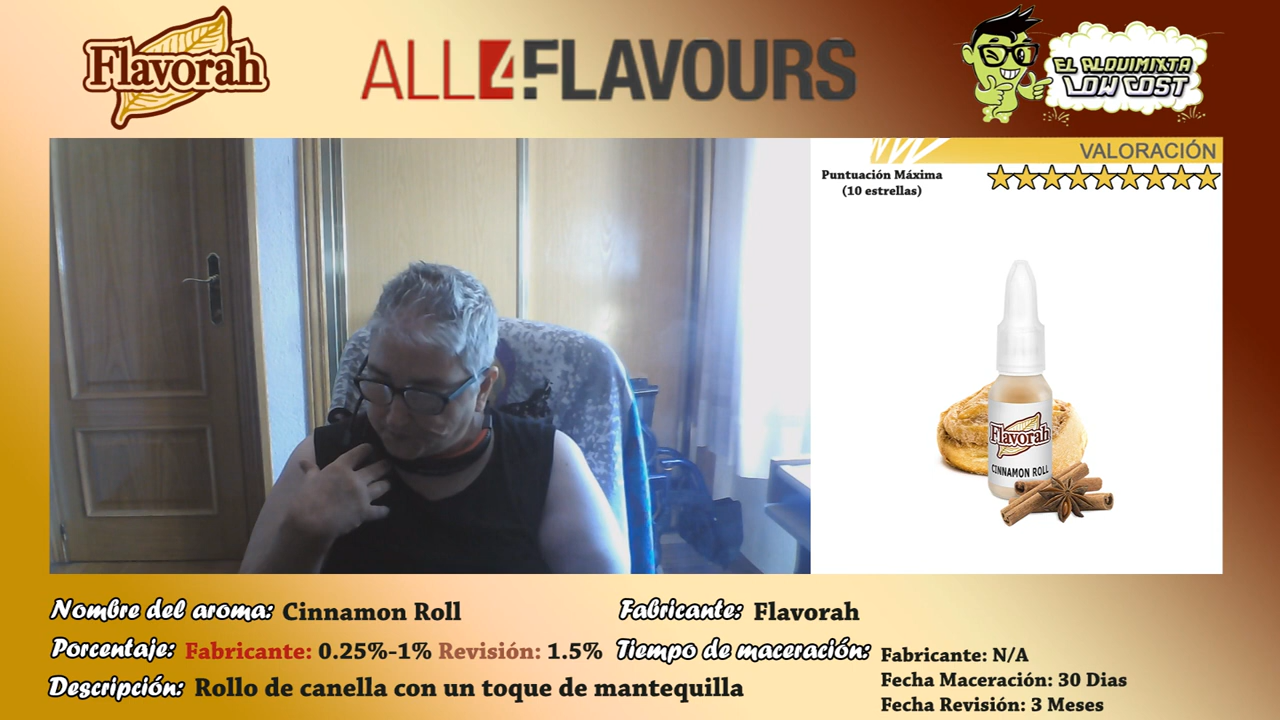 Flavorah
ALL4FLAVOURS
EL ALQUIMIXTA
LOW COST
VALORACIÓN
Puntuación Máxima
(10 estrellas)
Flavorah
CINNAMON ROLL
Nombre del aroma: Cinnamon Roll
Fabricante: Flavorah
Porcentaje: Fabricante: 0.25%-1% Revisión: 1.5%
Tiempo de maceración:
Fabricante: N/A
Fecha Maceración: 30 Dias
Fecha Revisión: 3 Meses
Descripción: Rollo de canella con un toque de mantequilla